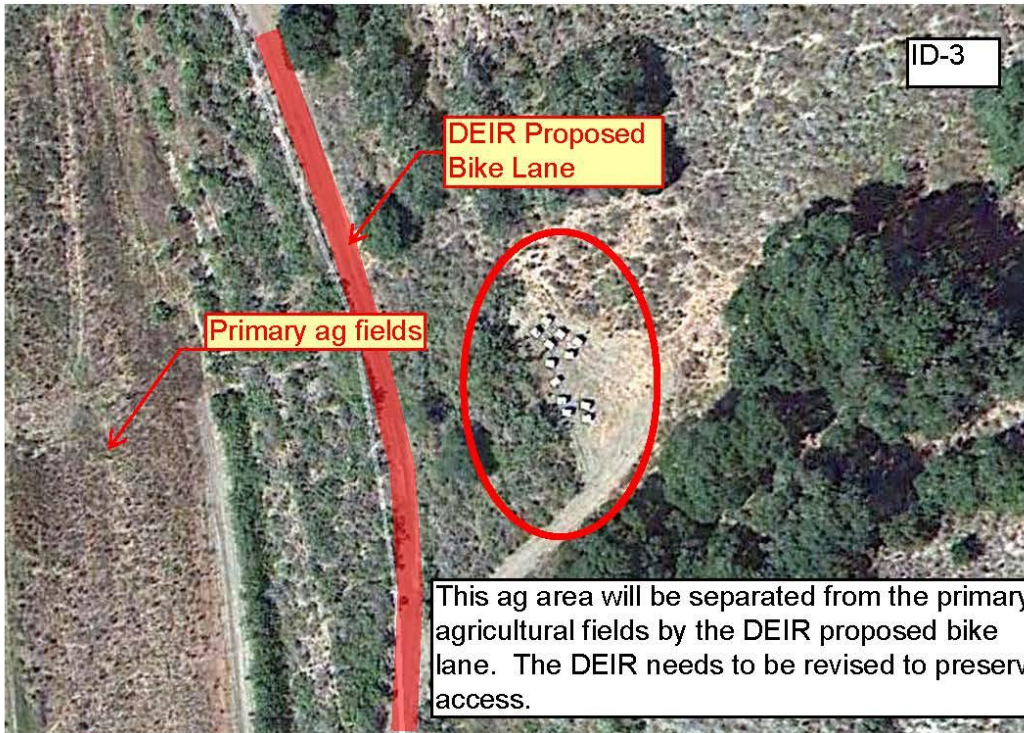 ID-3
DEIR Proposed
Bike Lane
Primary ag fields
This ag area will be separated from the primary
agricultural fields by the DEIR proposed bike
lane. The DEIR needs to be revised to preserv
access.